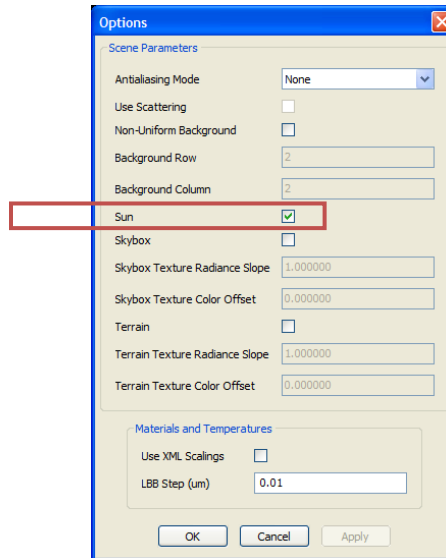 Options
Scene Parameters
Antialiasing Mode None
Use Scattering
Non-Uniform Background
Background Row 2
Background Column 2
Sun
Skybox
Skybox Texture Radiance Slope 1.000000
Skybox Texture Color Offset 0.000000
Terrain
Terrain Texture Radiance Slope 1.000000
Terrain Texture Color Offset 0.000000
Materials and Temperatures
Use XML Scalings
LBB Step (um) 0.01
OK Cancel Apply